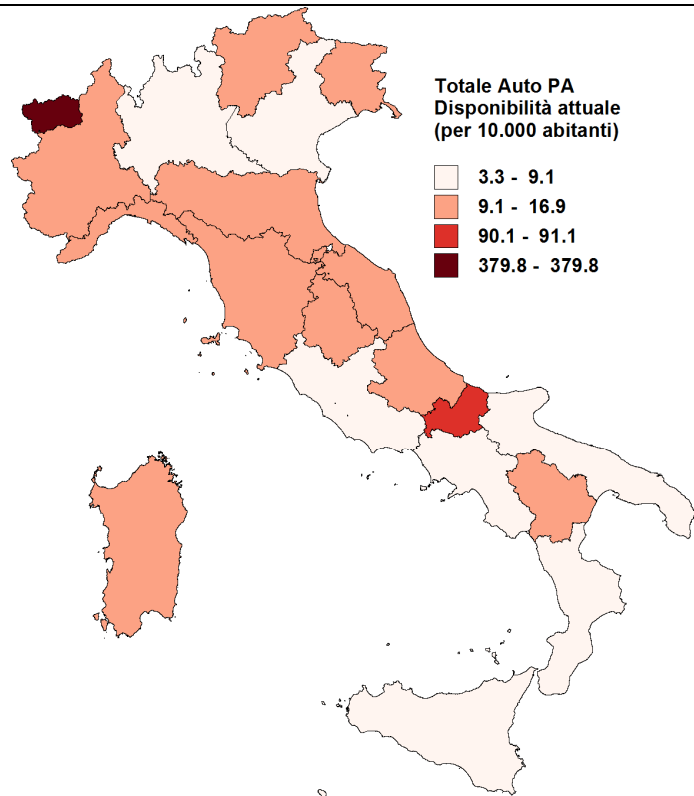 Totale Auto PA
Disponibilità attuale
(per 10.000 abitanti)
3.3 - 9.1
9.1 - 16.9
90.1 - 91.1
379.8 - 379.8